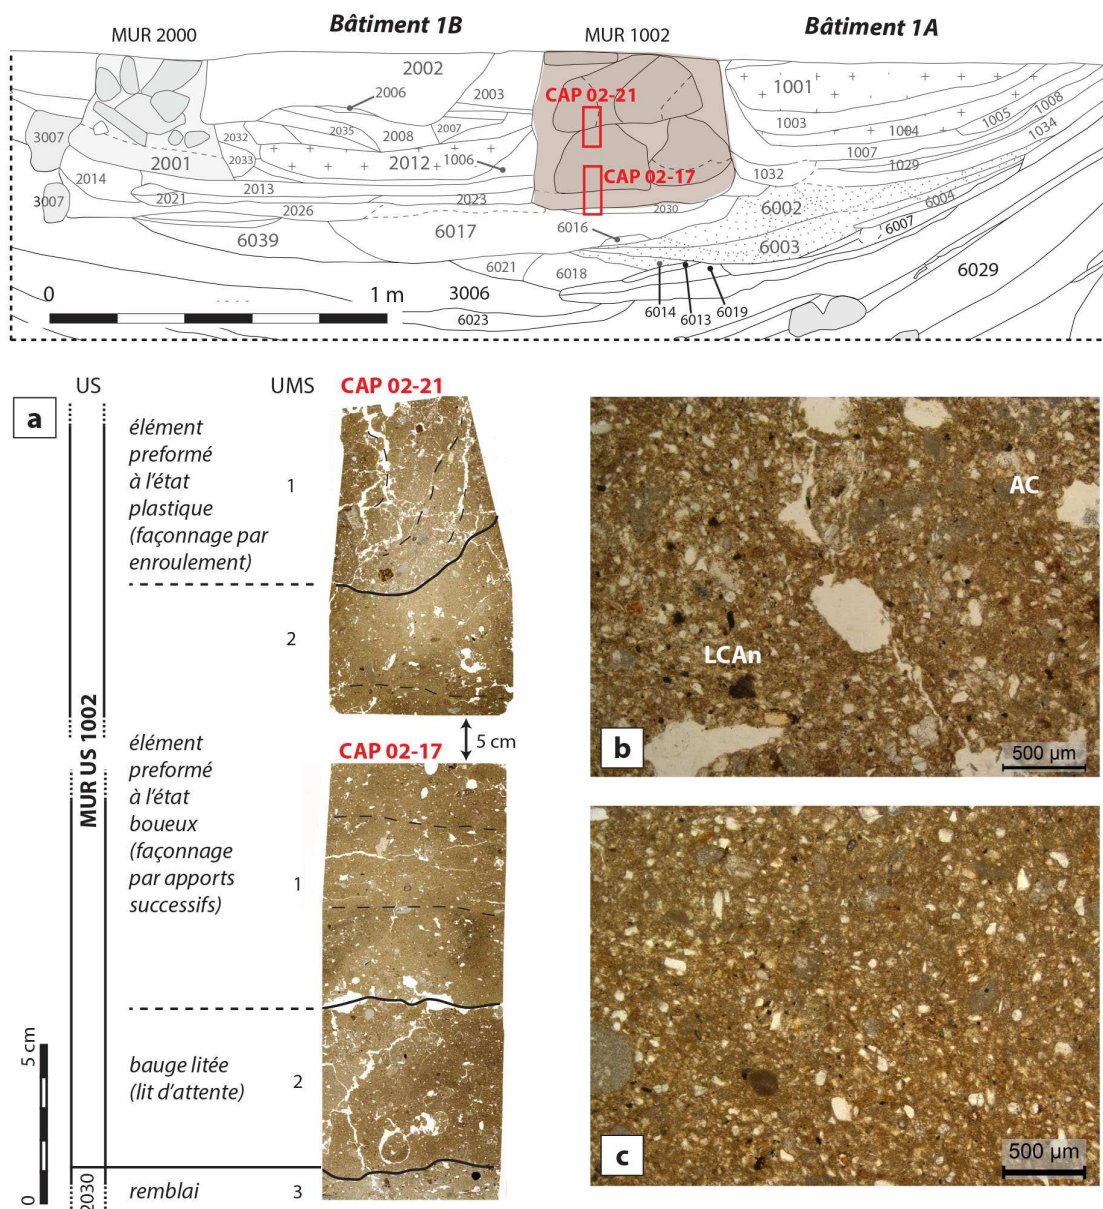 Bâtiment 1B
Bâtiment 1A
MUR 2000
MUR 1002
2002
2006
2003
CAP 02-21
1001
1003
1004
1005
1008
1034
3007
2032
2035
2008
2007
2001
2033
2012
1006
1007
1029
2014
2013
CAP 02-17
1032
3007
2021
2023
2026
2030
6002
6004
6039
6017
6016
6003
6007
6021
6018
6029
0
1 m
3006
6023
6014
6013
6019
a
US
UMS
CAP 02-21
élément
preformé
à l’état
plastique
(façonnage par
enroulement)
1
2
MUR US 1002
CAP 02-17
5 cm
élément
preformé
à l’état
boueux
(façonnage
par apports
successifs)
1
bauge litée
(lit d’attente)
2
remblai
3
2030
5 cm
0
AC
LCAn
b
500 µm
c
500 µm